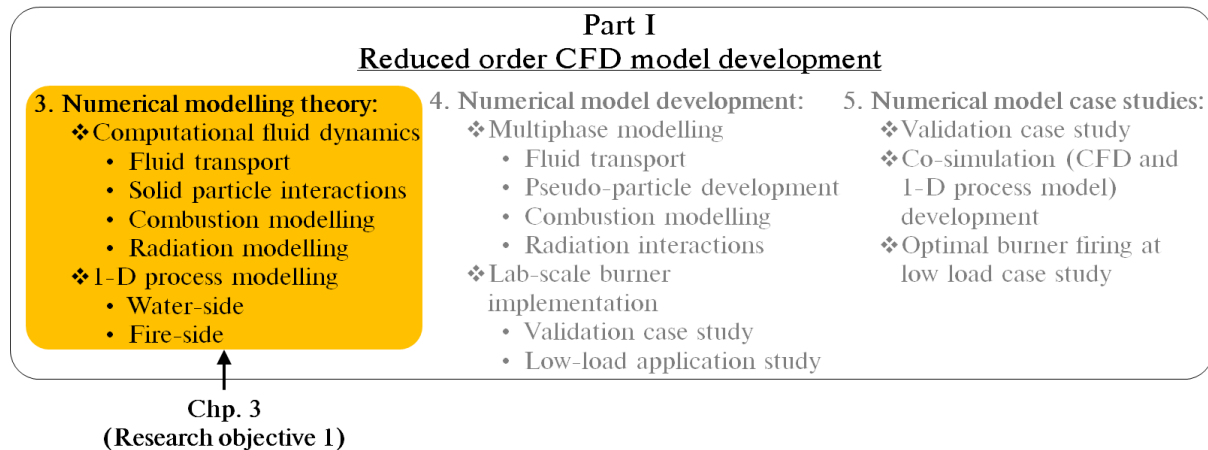 Part I
Reduced order CFD model development
3. Numerical modelling theory:
❖Computational fluid dynamics
• Fluid transport
• Solid particle interactions
• Combustion modelling
• Radiation modelling
❖1-D process modelling
• Water-side
• Fire-side
4. Numerical model development:
❖Multiphase modelling
• Fluid transport
• Pseudo-particle development
• Combustion modelling
• Radiation interactions
❖Lab-scale burner
implementation
• Validation case study
• Low-load application study
5. Numerical model case studies:
❖Validation case study
❖Co-simulation (CFD and
1-D process model)
development
❖Optimal burner firing at
low load case study
Chp. 3
(Research objective 1)